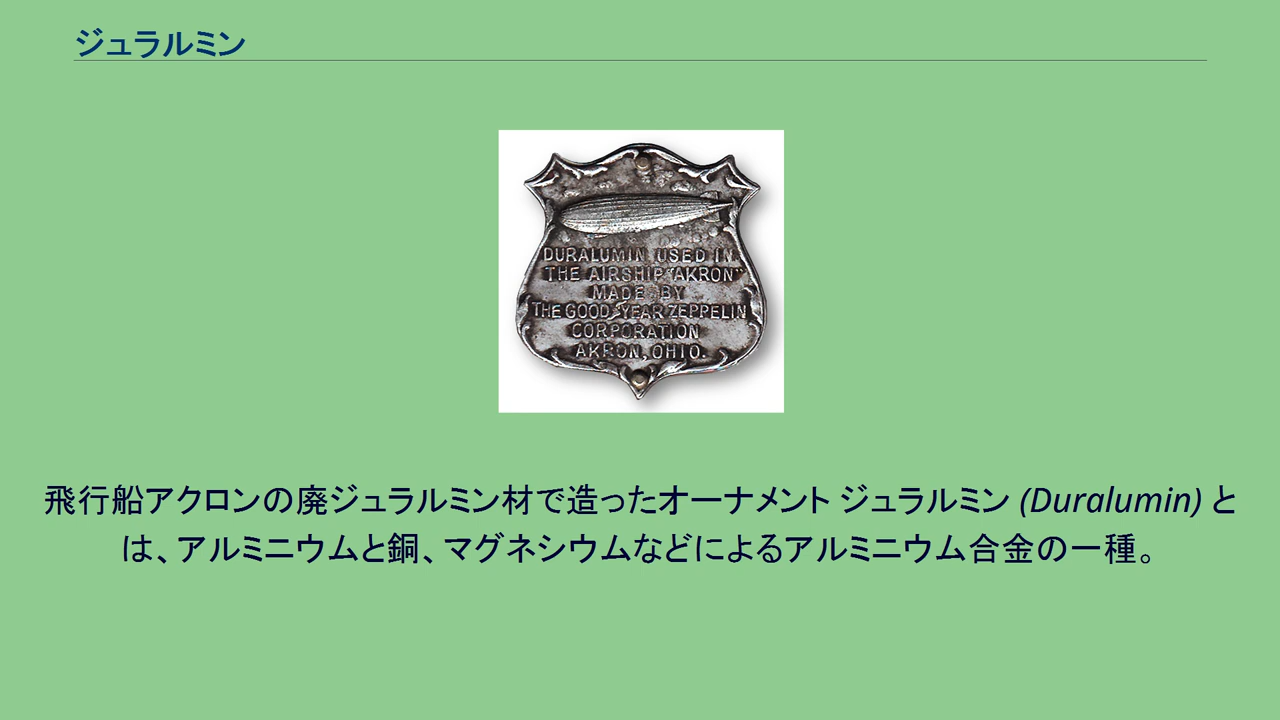 ジュラルミン
DURALUMIN USED IN
THE AIRSHIP "AKRON"
MADE BY
THE GOODYEAR ZEPPELIN
CORPORATION
AKRON, OHIO.
飛行船アクロンの廃ジュラルミン材で造ったオーナメント ジュラルミン (Duralumin) と
は、アルミニウムと銅、マグネシウムなどによるアルミニウム合金の一種。